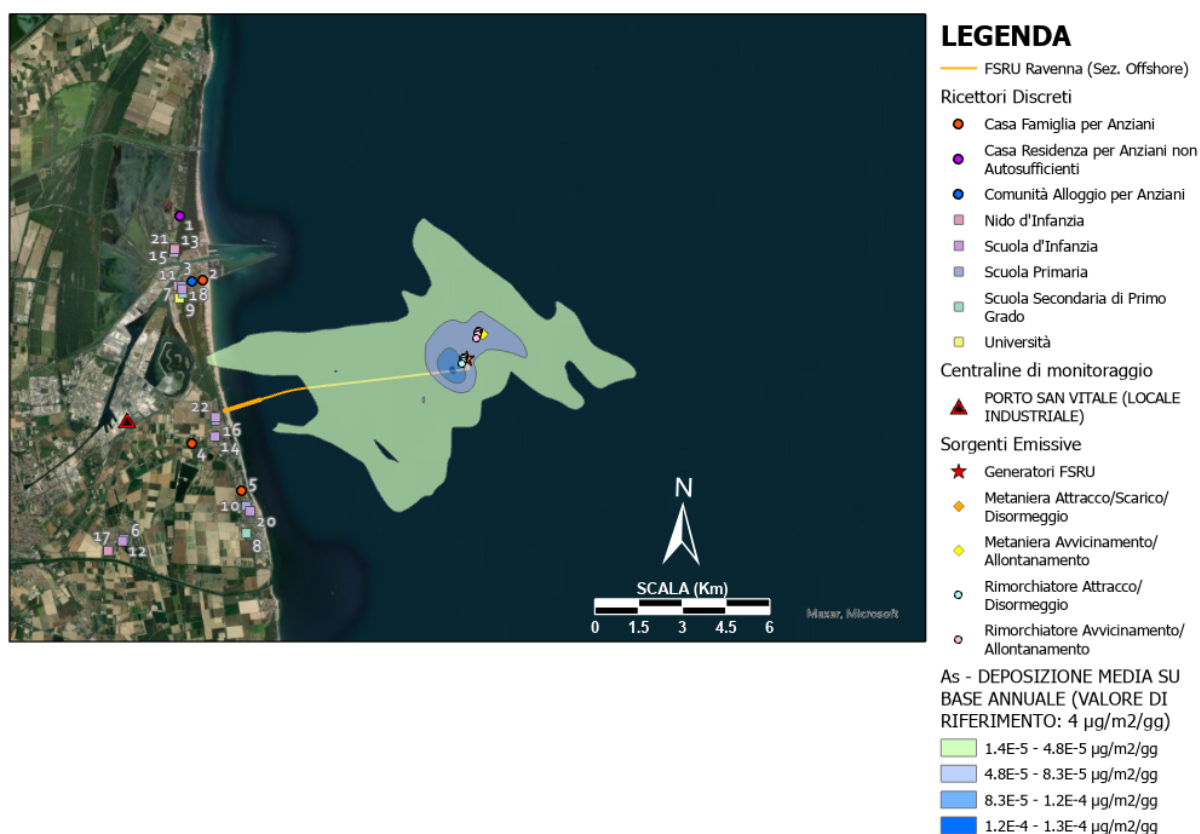 LEGENDA
FSRU Ravenna (Sez. Offshore)
Ricettori Discreti
Casa Famiglia per Anziani
Casa Residenza per Anziani non
Autosufficienti
Comunità Alloggio per Anziani
Nido d'Infanzia
Scuola d'Infanzia
Scuola Primaria
Scuola Secondaria di Primo
Grado
Università
Centraline di monitoraggio
PORTO SAN VITALE (LOCALE
INDUSTRIALE)
Sorgenti Emissive
Generatori FSRU
Metaniera Attracco/Scarico/
Disormeggio
Metaniera Avvicinamento/
Allontanamento
Rimorchiatore Attracco/
Disormeggio
Rimorchiatore Avvicinamento/
Allontanamento
As - DEPOSIZIONE MEDIA SU
BASE ANNUALE (VALORE DI
RIFERIMENTO: 4 µg/m2/gg)
1.4E-5 - 4.8E-5 µg/m2/gg
4.8E-5 - 8.3E-5 µg/m2/gg
8.3E-5 - 1.2E-4 µg/m2/gg
1.2E-4 - 1.3E-4 µg/m2/gg
1
21 13
15
3 2
11
7 18
9
22
16
4 14
5
10
20
17 6
12 8
N
SCALA (Km)
0 1.5 3 4.5 6
Maxar, Microsoft